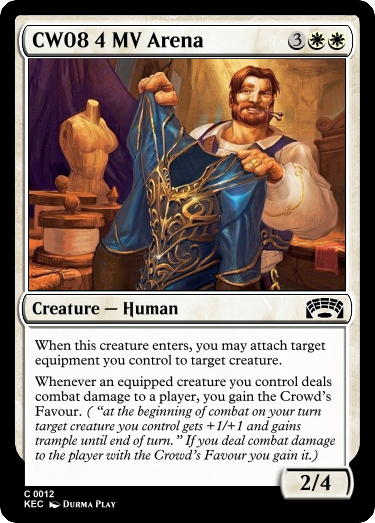 CW08 4 MV Arena 3
Creature — Human
When this creature enters, you may attach target
equipment you control to target creature.
Whenever an equipped creature you control deals
combat damage to a player, you gain the Crowd's
Favour. ( “at the beginning of combat on your turn
target creature you control gets +1/+1 and gains
trample until end of turn.” If you deal combat damage
to the player with the Crowd's Favour you gain it.)
2/4
C 0012
KEC Durma Play